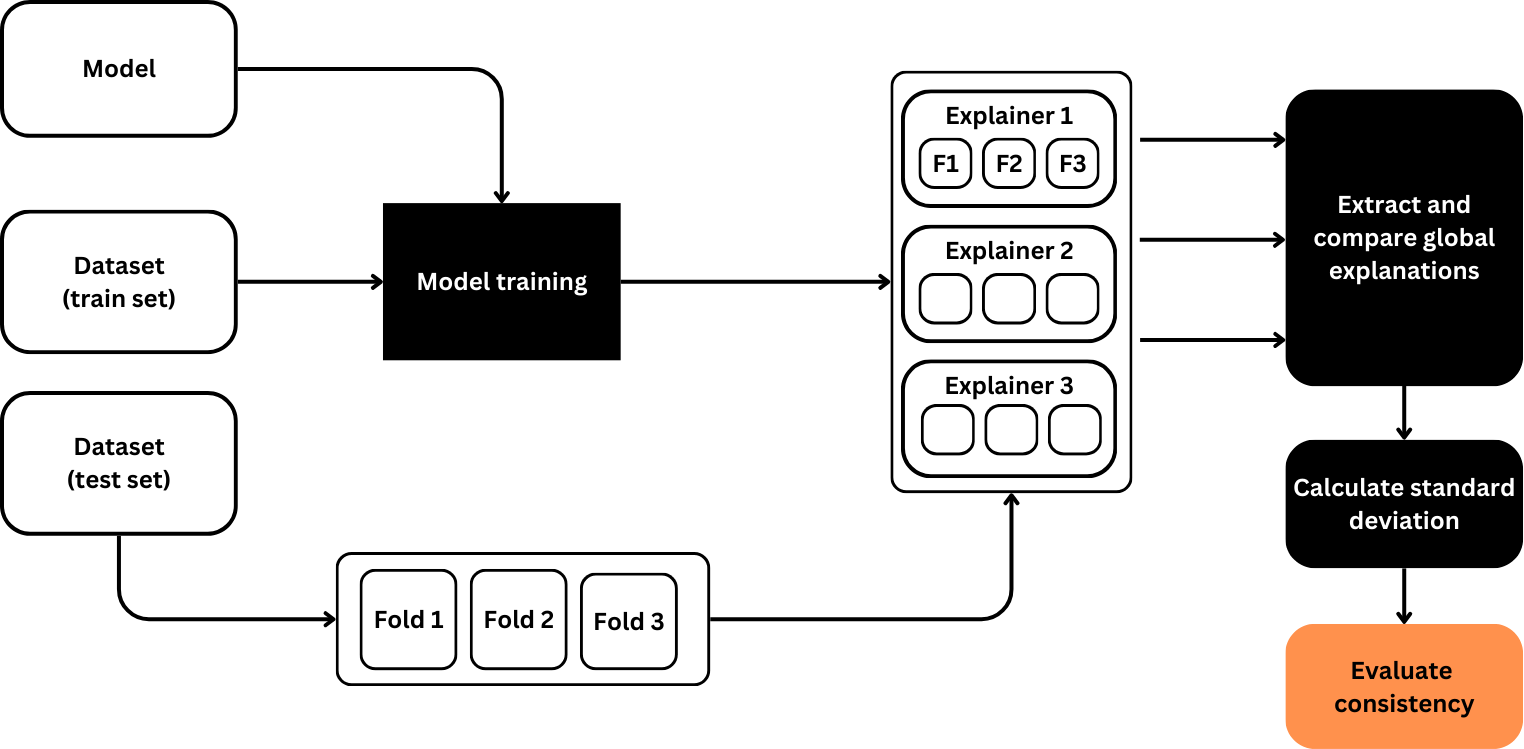 Model
Dataset
(train set)
Dataset
(test set)
Model training
Fold 1
Fold 2
Fold 3
Explainer 1
F1
F2
F3
Explainer 2
Explainer 3
Extract and
compare global
explanations
Calculate standard
deviation
Evaluate
consistency